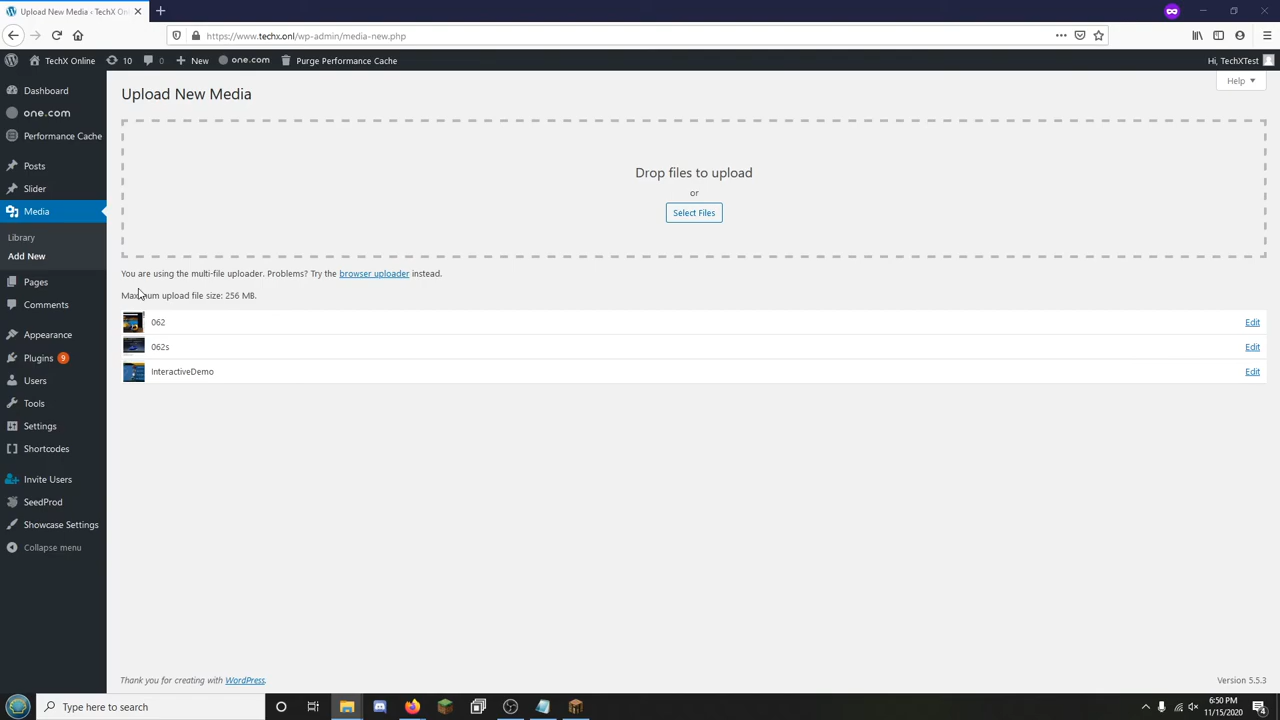 Upload New Media ‹ TechX Onl
https://www.techx.onl/wp-admin/media-new.php
TechX Online 10 0 New one.com Purge Performance Cache Hi, TechXTest
Help
Dashboard
one.com
Performance Cache
Posts
Slider
Media
Library
Add New
Pages
Comments
Appearance
Plugins 9
Users
Tools
Settings
Shortcodes
Invite Users
SeedProd
Showcase Settings
Collapse menu
Upload New Media
Drop files to upload
or
Select Files
You are using the multi-file uploader. Problems? Try the browser uploader instead.
Maximum upload file size: 256 MB.
062 Edit
062s Edit
InteractiveDemo Edit
Thank you for creating with WordPress. Version 5.5.3
Type here to search
6:50 PM
11/15/2020
4